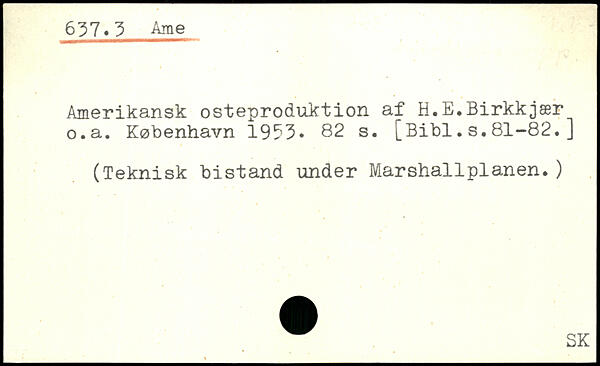 637.3 Ame
Amerikansk osteproduktion af H.E.Birkkjær
o.a. København 1953. 82 s. [Bibl.s.81-82.]
(Teknisk bistand under Marshallplanen.)
SK